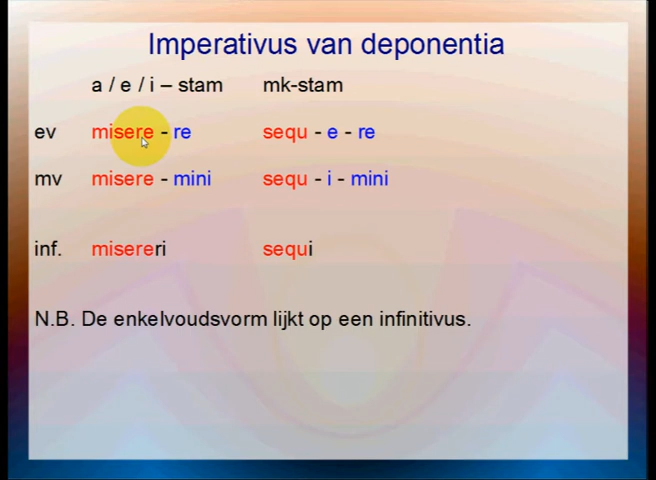 Imperativus van deponentia
a / e / i – stam mk-stam
ev misere - re sequ - e - re
mv misere - mini sequ - i - mini
inf. misereri sequi
N.B. De enkelvoudsvorm lijkt op een infinitivus.